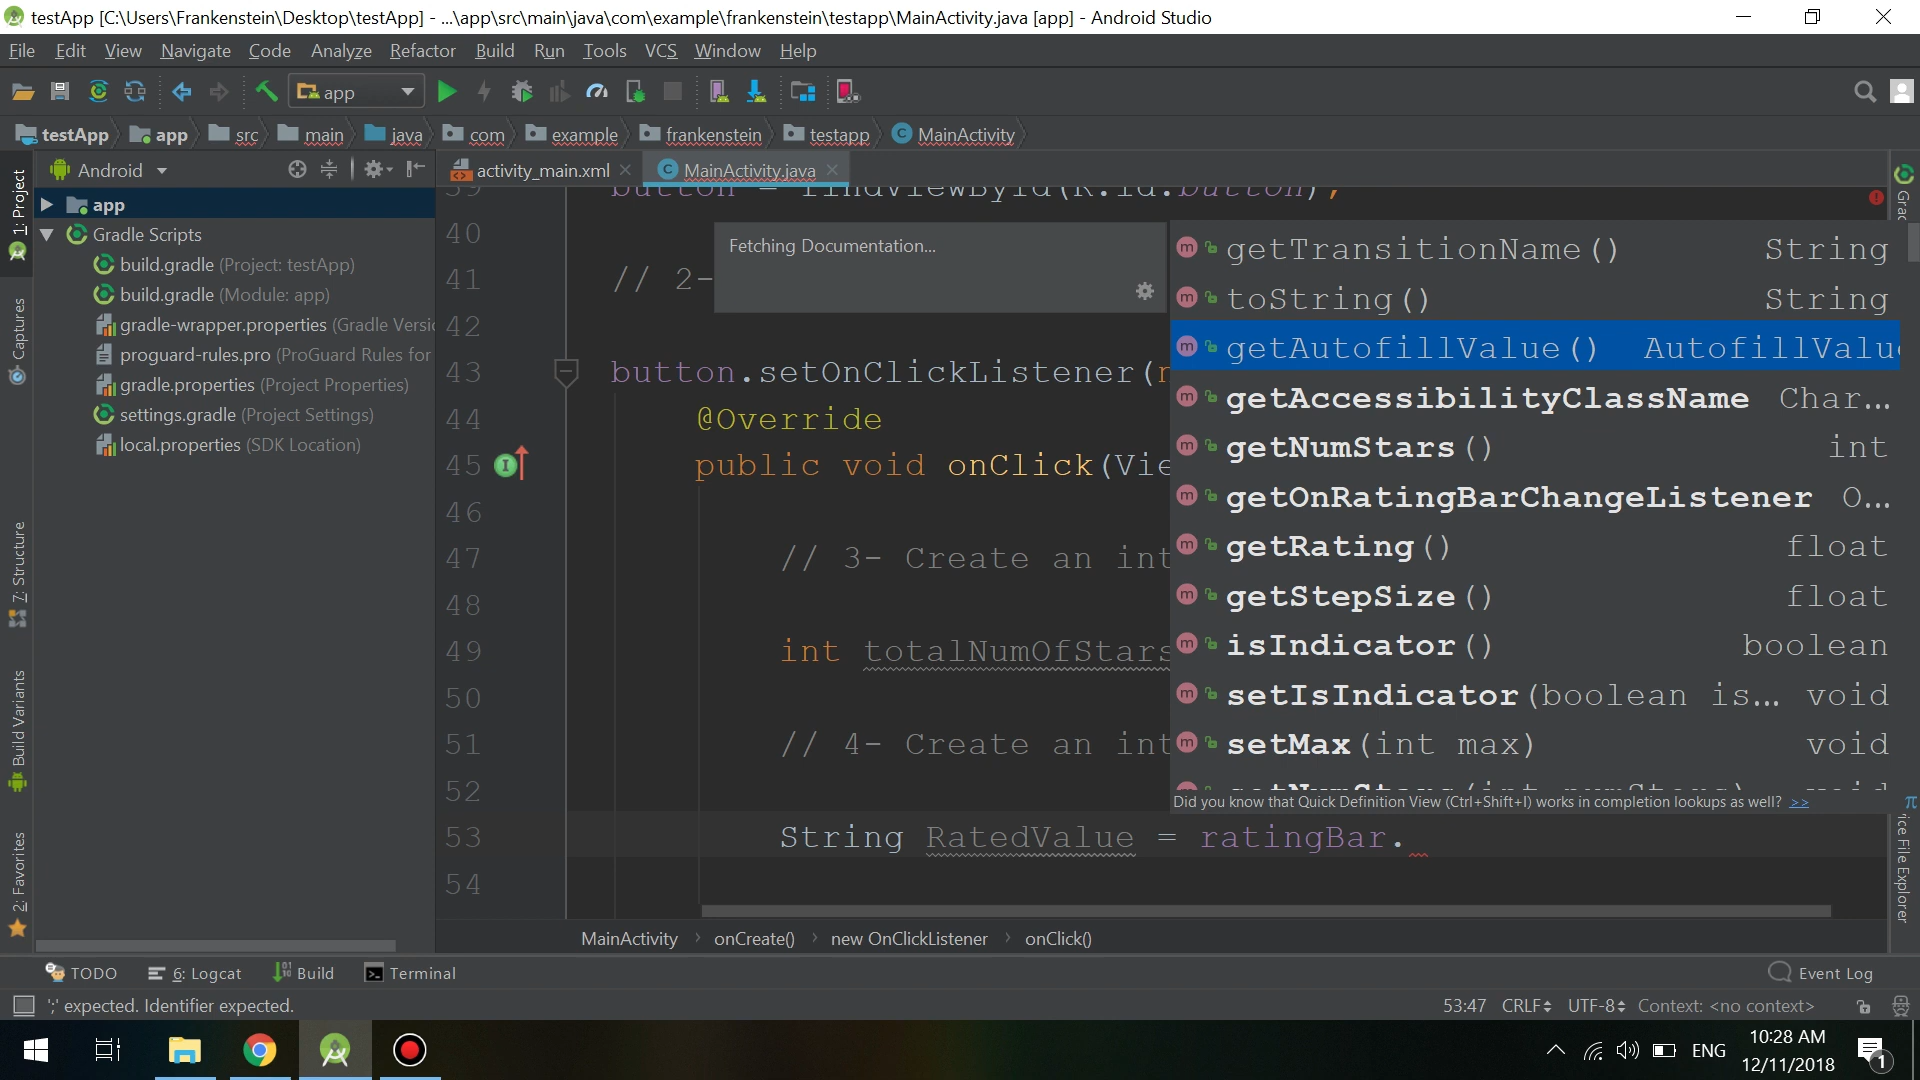 testApp [C:\Users\Frankenstein\Desktop\testApp] - ...\app\src\main\java\com\example\frankenstein\testapp\MainActivity.java [app] - Android Studio
File Edit View Navigate Code Analyze Refactor Build Run Tools VCS Window Help
app
testApp app src main java com example frankenstein testapp MainActivity
Android
activity_main.xml
MainActivity.java
1: Project
Captures
7: Structure
Build Variants
2: Favorites
app
Gradle Scripts
build.gradle (Project: testApp)
build.gradle (Module: app)
gradle-wrapper.properties (Gradle Versi
proguard-rules.pro (ProGuard Rules for
gradle.properties (Project Properties)
settings.gradle (Project Settings)
local.properties (SDK Location)
39 button = findViewById(R.id.button);
40
41 // 2-
42
43 button.setOnClickListener(n
44 @Override
45 public void onClick(Vie
46
47 // 3- Create an int
48
49 int totalNumOfStars
50
51 // 4- Create an int
52
53 String RatedValue = ratingBar.
54
Fetching Documentation...
getTransitionName() String
toString() String
getAutofillValue() AutofillValu
getAccessibilityClassName Char...
getNumStars() int
getOnRatingBarChangeListener O...
getRating() float
getStepSize() float
isIndicator() boolean
setIsIndicator(boolean is... void
setMax(int max) void
setNumStars(int numStars) void
Did you know that Quick Definition View (Ctrl+Shift+I) works in completion lookups as well? >> π
Grad
ice File Explorer
MainActivity onCreate() new OnClickListener onClick()
TODO 6: Logcat Build Terminal Event Log
';' expected. Identifier expected. 53:47 CRLF UTF-8 Context: <no context>
ENG
10:28 AM
12/11/2018
1